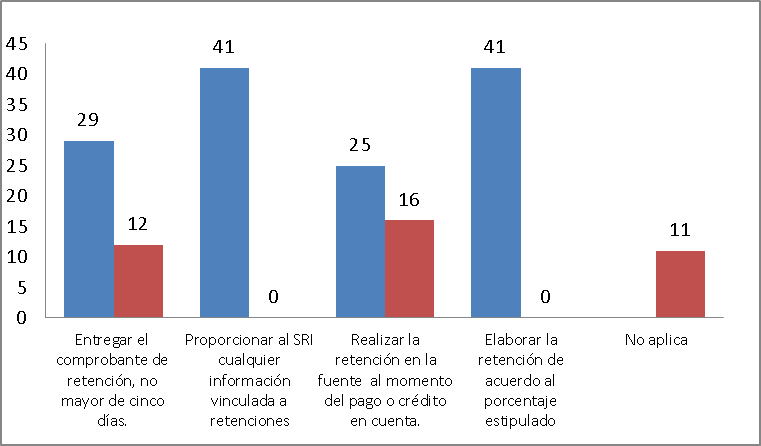 45
40
35
30
25
20
15
10
5
0
29
12
41
0
25
16
41
0
11
Entregar el
comprobante de
retención, no
mayor de cinco
días.
Proporcionar al SRI
cualquier
información
vinculada a
retenciones
Realizar la
retención en la
fuente al momento
del pago o crédito
en cuenta.
Elaborar la
retención de
acuerdo al
porcentaje
estipulado
No aplica